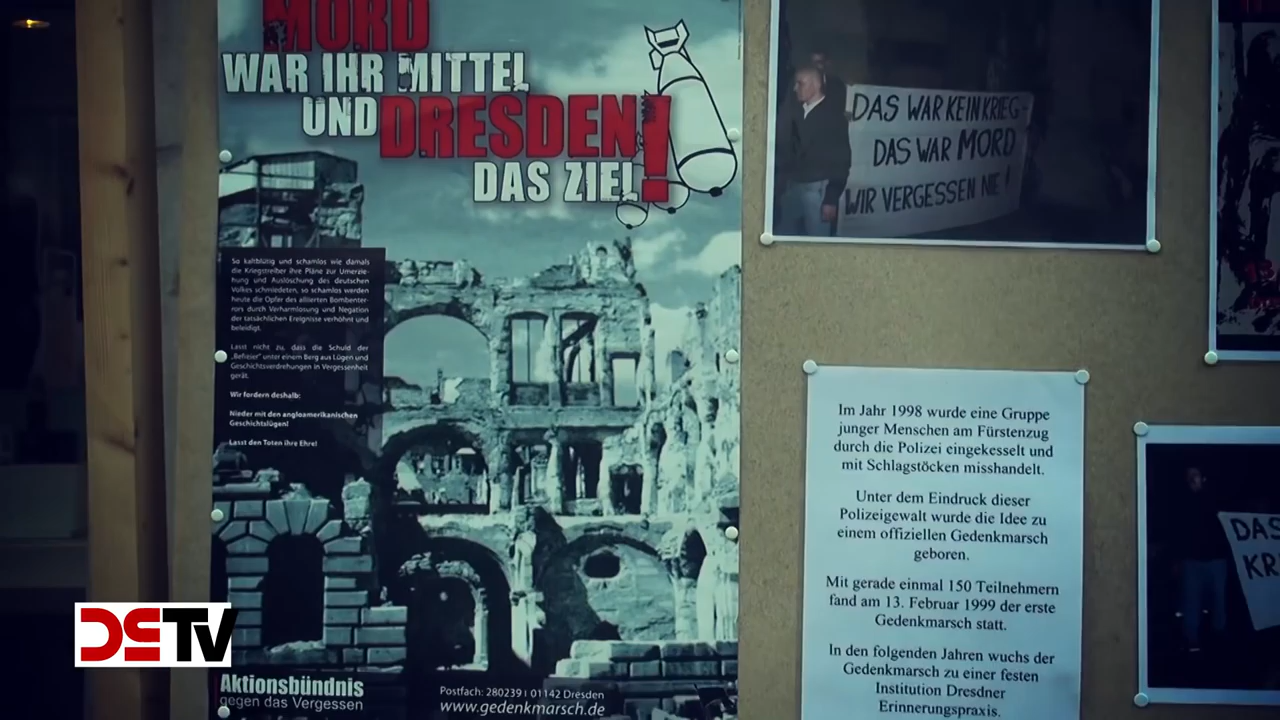 MORD
WAR IHR MITTEL
UND DRESDEN!
DAS ZIEL
So kaltblütig und schamlos wie damals
die Kriegstreiber ihre Pläne zur Umerzie-
hung und Auslöschung des deutschen
Volkes schmiedeten, so schamlos werden
heute die Opfer des alliierten Bombenter-
rors durch Verharmlosung und Negation
der tatsächlichen Ereignisse verhöhnt und
beleidigt.
Lasst nicht zu, dass die Schuld der
„Befreier" unter einem Berg aus Lügen und
Geschichtsverdrehungen in Vergessenheit
gerät.
Wir fordern deshalb:
Nieder mit den angloamerikanischen
Geschichtslügen!
Lasst den Toten ihre Ehre!
Aktionsbündnis
gegen das Vergessen
Postfach: 280239 I 01142 Dresden
www.gedenkmarsch.de
DAS WAR KEIN KRIEG -
DAS WAR MORD
WIR VERGESSEN NIE!
Im Jahr 1998 wurde eine Gruppe
junger Menschen am Fürstenzug
durch die Polizei eingekesselt und
mit Schlagstöcken misshandelt.
Unter dem Eindruck dieser
Polizeigewalt wurde die Idee zu
einem offiziellen Gedenkmarsch
geboren.
Mit gerade einmal 150 Teilnehmern
fand am 13. Februar 1999 der erste
Gedenkmarsch statt.
In den folgenden Jahren wuchs der
Gedenkmarsch zu einer festen
Institution Dresdner
Erinnerungspraxis.
13
DAS
KR
DSTV